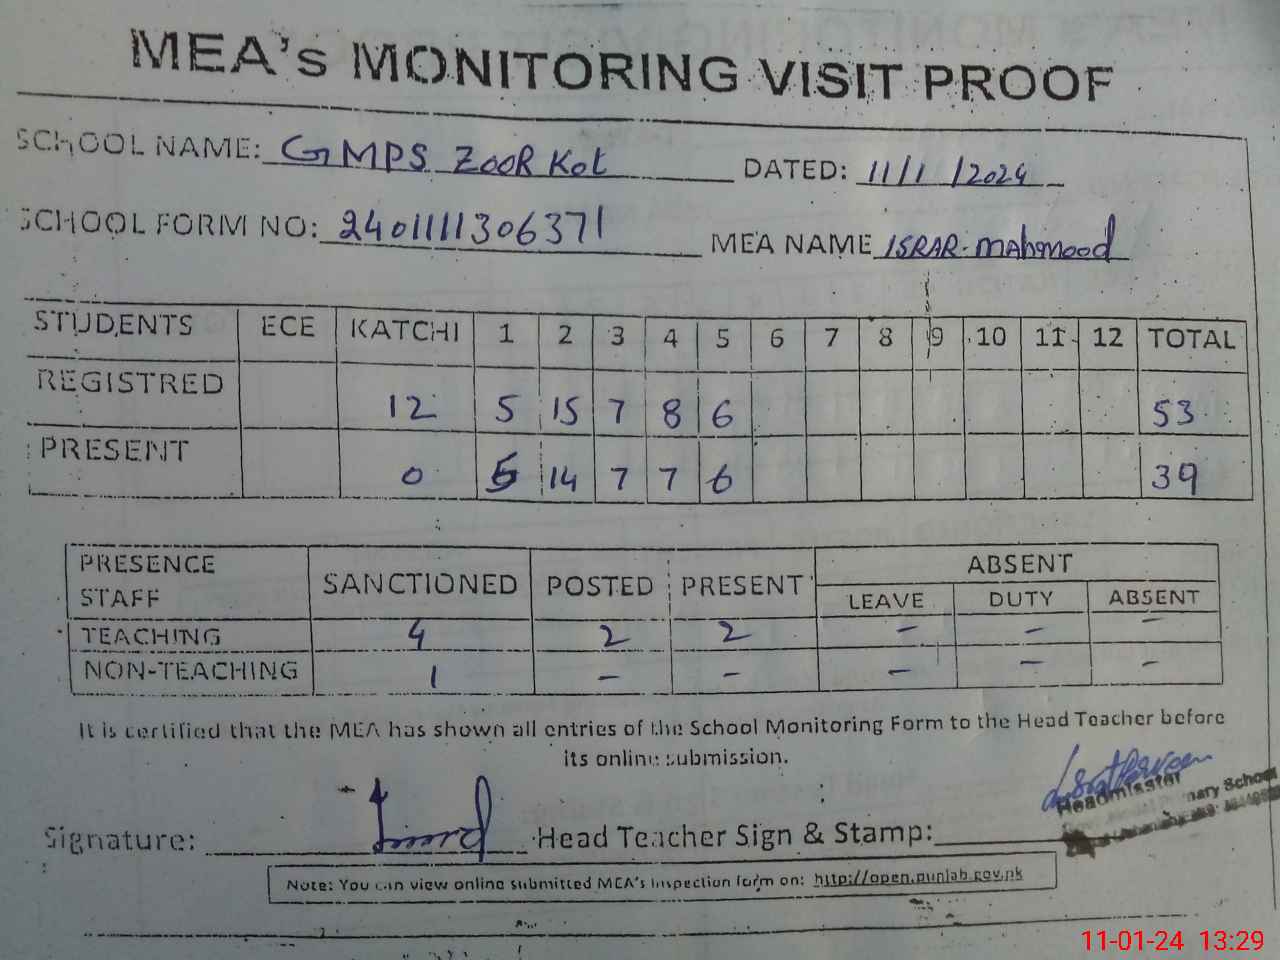 MEA's MONITORING VISIT PROOF
SCHOOL NAME: GMPS ZOOR Kot DATED: 11/1/2024
SCHOOL FORM NO: 2401111306371 MEA NAME ISRAR-Mahmood
STUDENTS ECE KATCHI 1 2 3 4 5 6 7 8 9 10 11 12 TOTAL
REGISTRED 12 5 15 7 8 6 53
PRESENT 0 5 14 7 7 6 39
PRESENCE STAFF SANCTIONED POSTED PRESENT ABSENT
LEAVE DUTY ABSENT
TEACHING 4 2 2 - - -
NON-TEACHING 1 - - - - -
It is certified that the MEA has shown all entries of the School Monitoring Form to the Head Teacher before
its online submission.
Signature: Head Teacher Sign & Stamp:
Headmister
School
Note: You can view online submitted MEA's Inspection form on: http://open.punjab.gov.pk
11-01-24 13:29